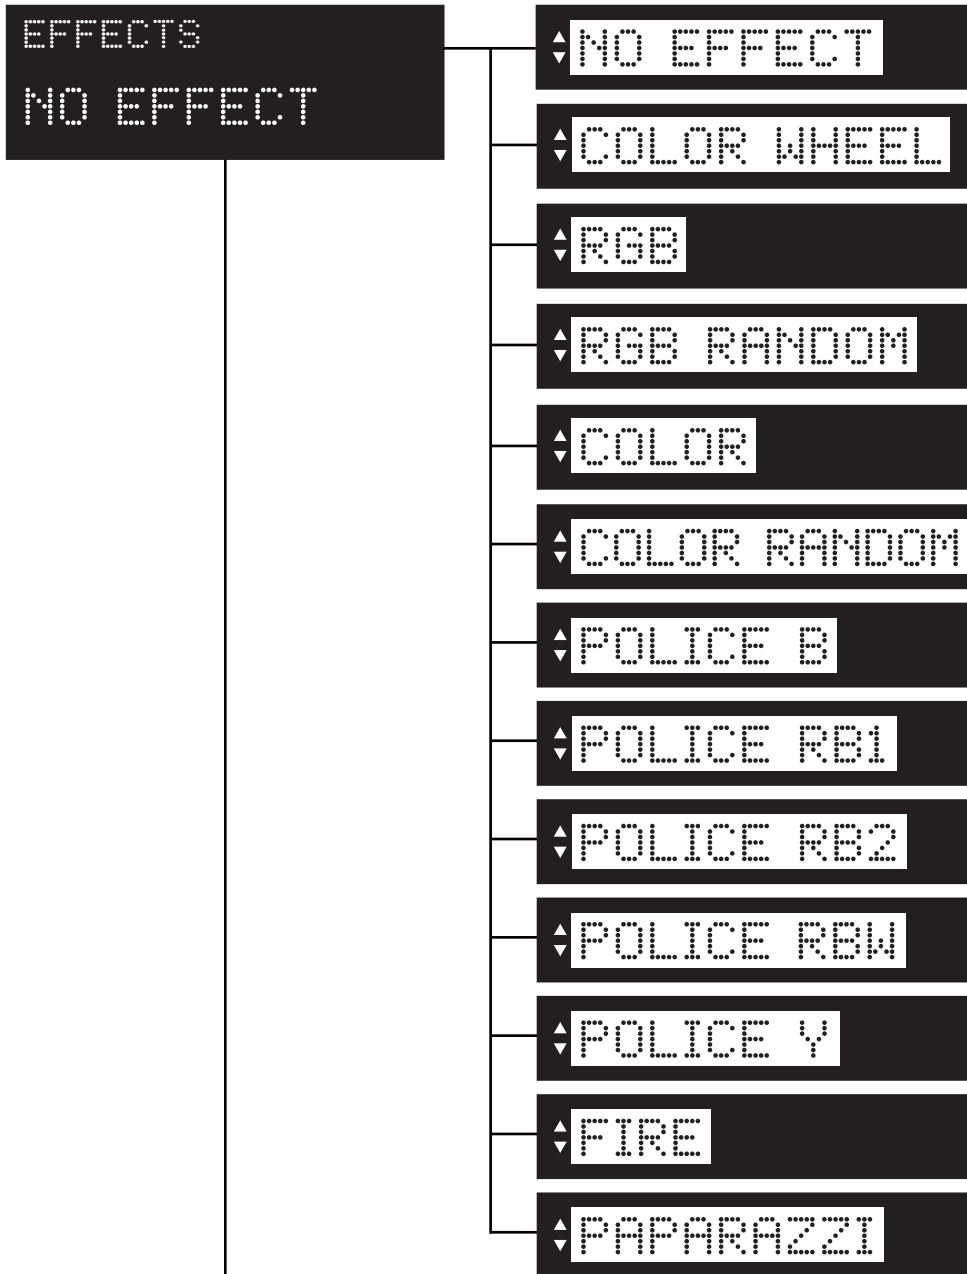 EFFECTS
NO EFFECT
NO EFFECT
COLOR WHEEL
RGB
RGB RANDOM
COLOR
COLOR RANDOM
POLICE B
POLICE RB1
POLICE RB2
POLICE RBW
POLICE Y
FIRE
PAPARAZZI